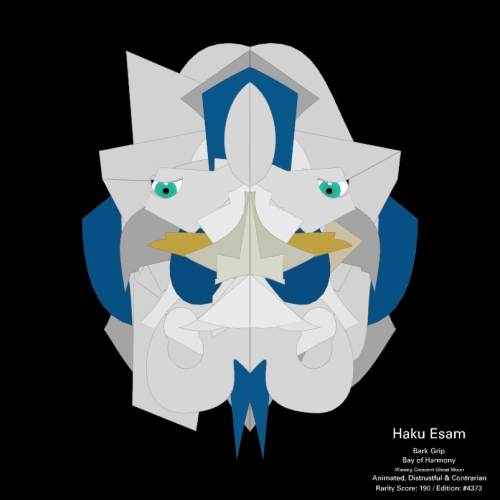 Haku Esam
Bark Grip
Bay of Harmony
Waning Crescent Ghost Moon
Animated, Distrustful & Contrarian
Rarity Score: 190 / Edition: #4373